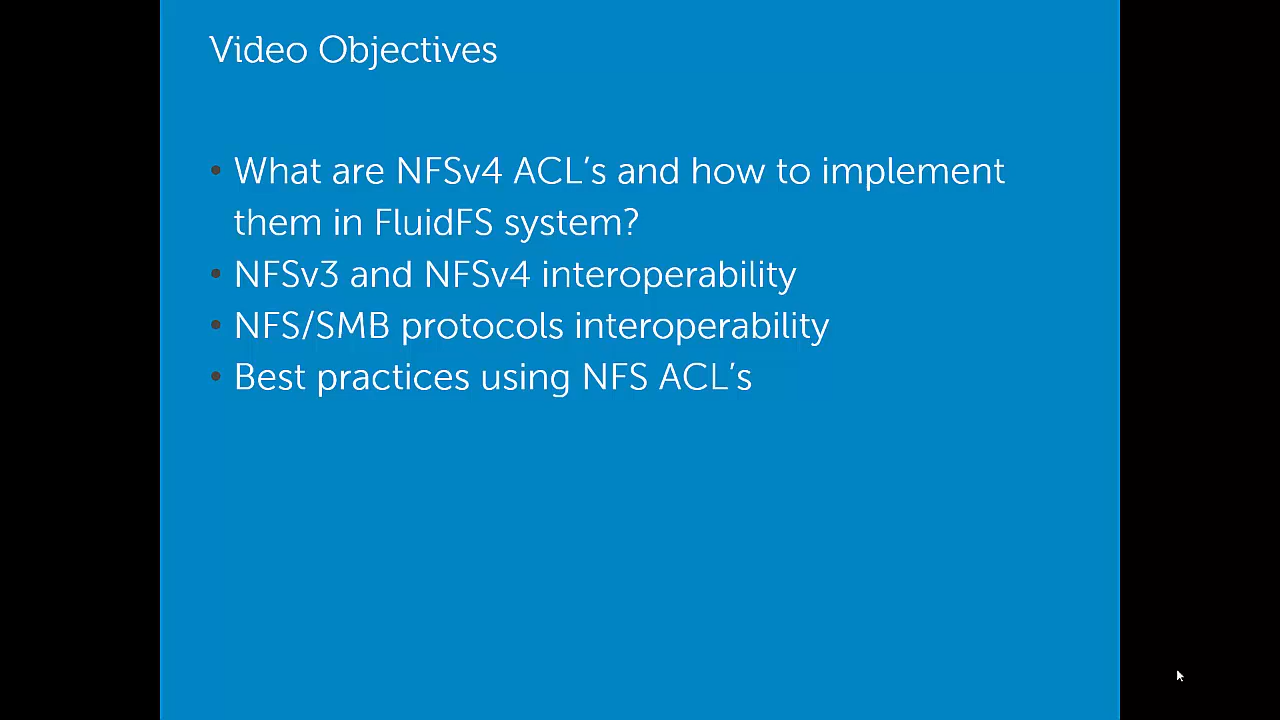 Video Objectives
• What are NFSv4 ACL’s and how to implement
them in FluidFS system?
• NFSv3 and NFSv4 interoperability
• NFS/SMB protocols interoperability
• Best practices using NFS ACL’s